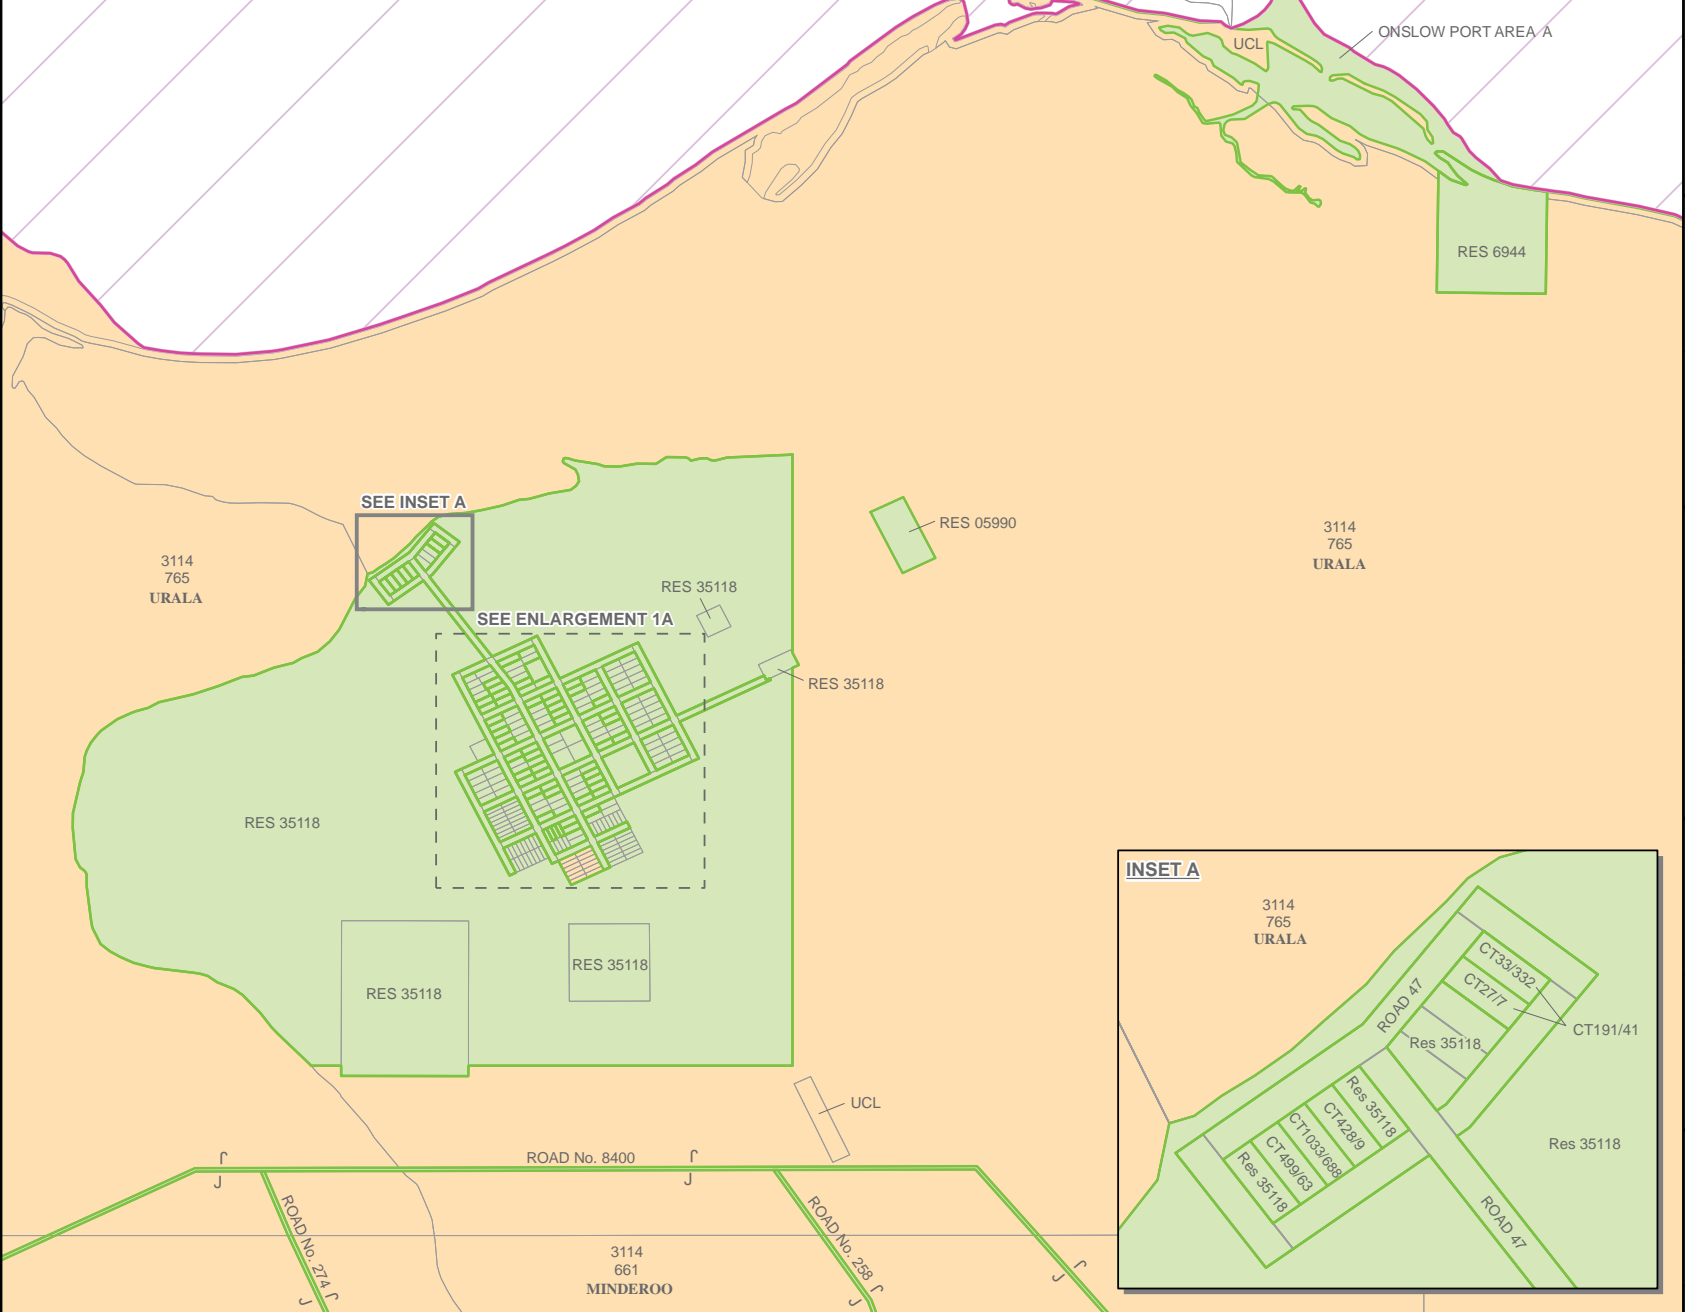 ONSLOW PORT AREA A
UCL
RES 6944
SEE INSET A
RES 05990
3114
765
URALA
3114
765
URALA
RES 35118
SEE ENLARGEMENT 1A
RES 35118
RES 35118
RES 35118
RES 35118
UCL
ROAD No. 8400
ROAD No. 274
ROAD No. 258
3114
661
MINDEROO
INSET A
3114
765
URALA
CT33/332
CT27/7
CT191/41
ROAD 47
Res 35118
Res 35118
CT428/9
CT1033/688
CT499/63
Res 35118
Res 35118
ROAD 47